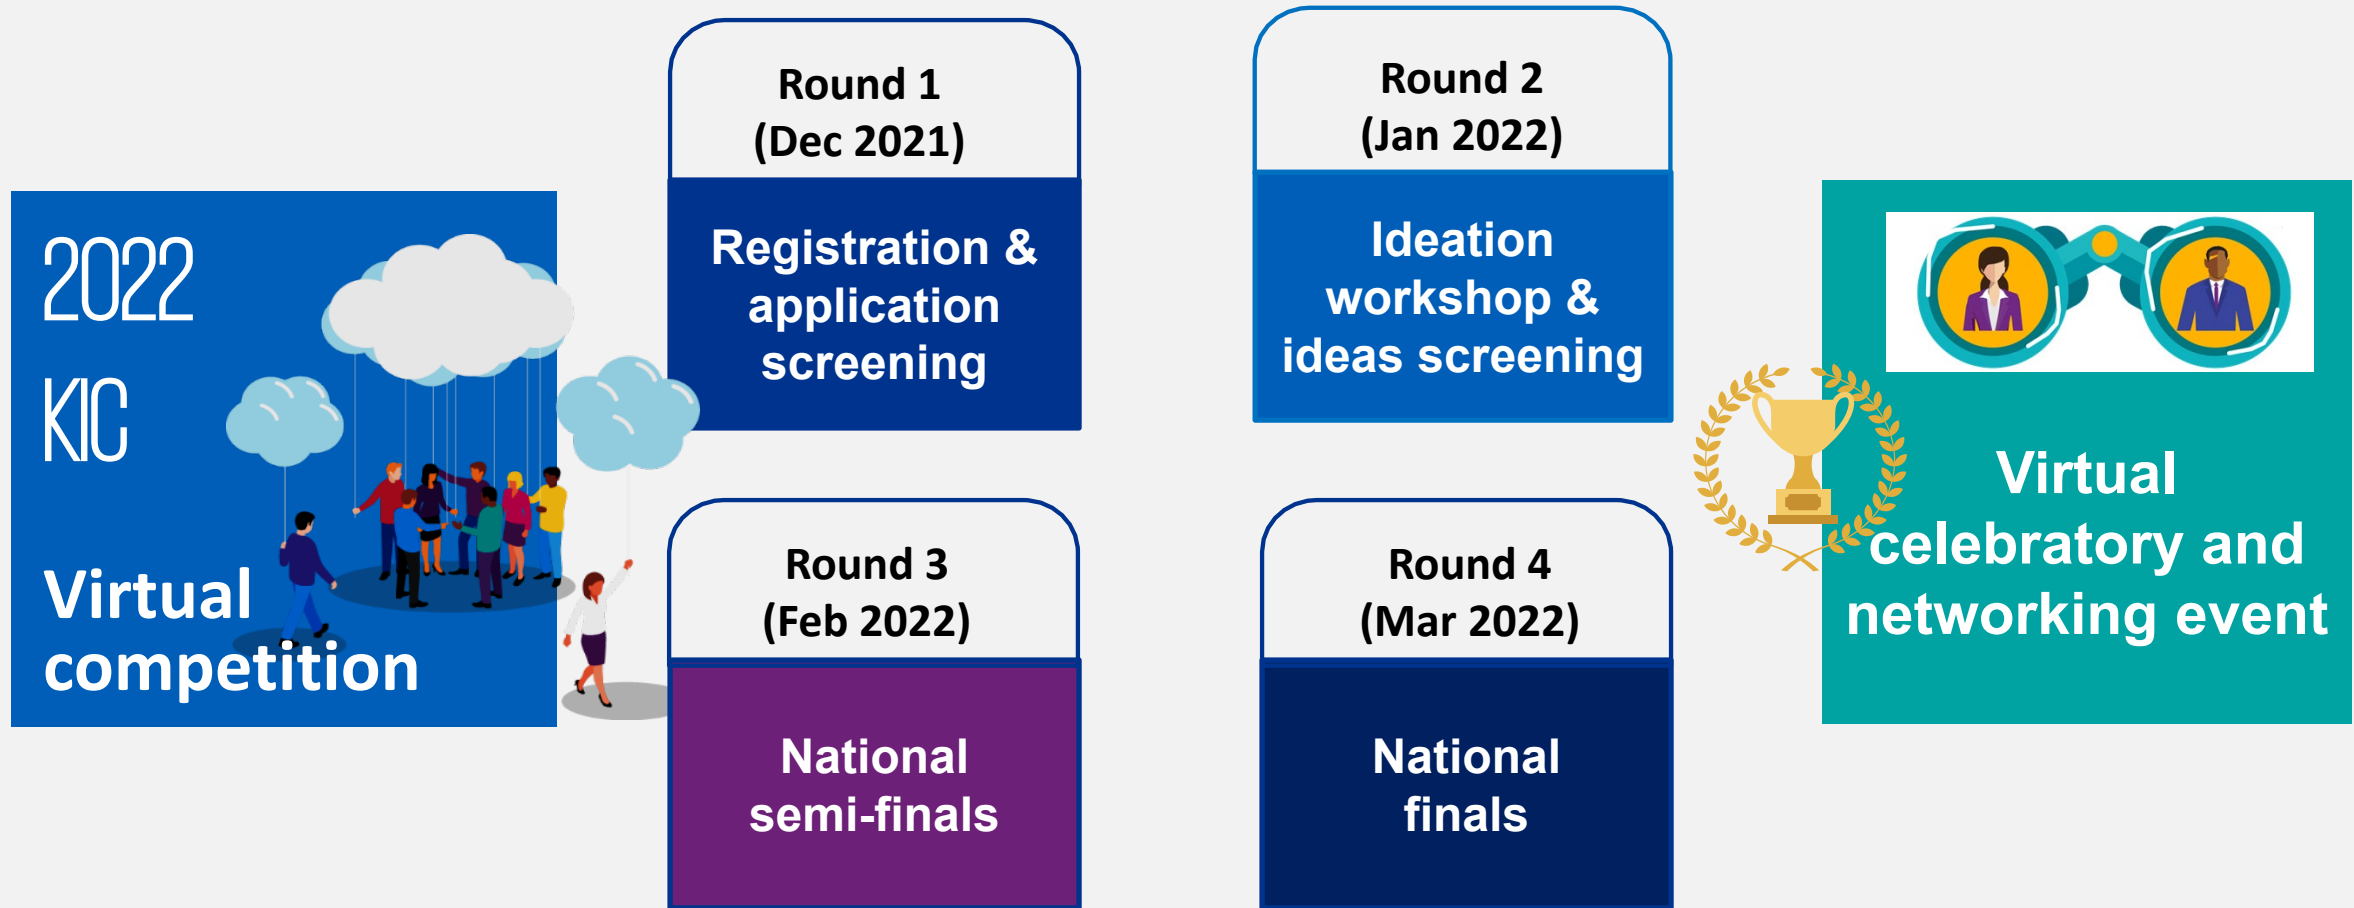 2022
KIC
Virtual
competition
Round 1
(Dec 2021)
Registration &
application
screening
Round 2
(Jan 2022)
Ideation
workshop &
ideas screening
Round 3
(Feb 2022)
National
semi-finals
Round 4
(Mar 2022)
National
finals
Virtual
celebratory and
networking event